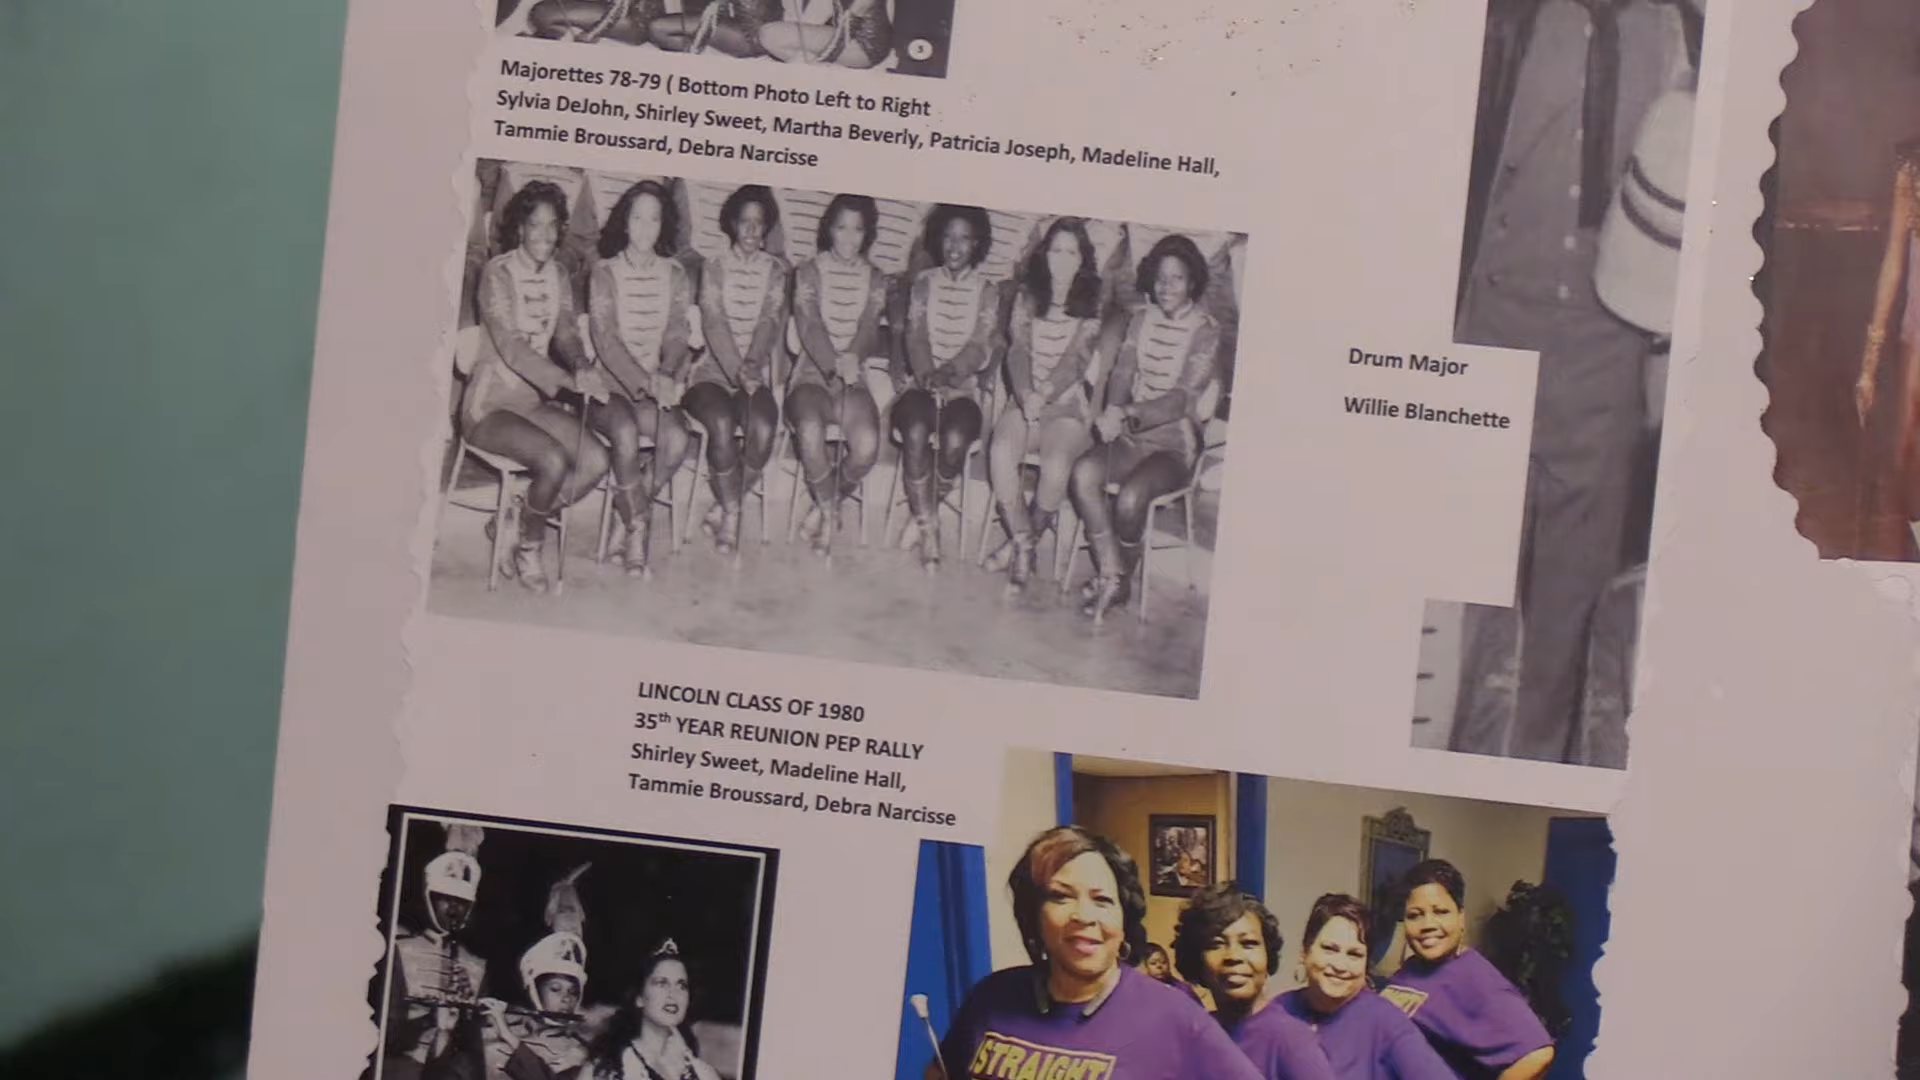 3
Majorettes 78-79 ( Bottom Photo Left to Right
Sylvia DeJohn, Shirley Sweet, Martha Beverly, Patricia Joseph, Madeline Hall,
Tammie Broussard, Debra Narcisse
Drum Major
Willie Blanchette
LINCOLN CLASS OF 1980
35th YEAR REUNION PEP RALLY
Shirley Sweet, Madeline Hall,
Tammie Broussard, Debra Narcisse
STRAIGHT